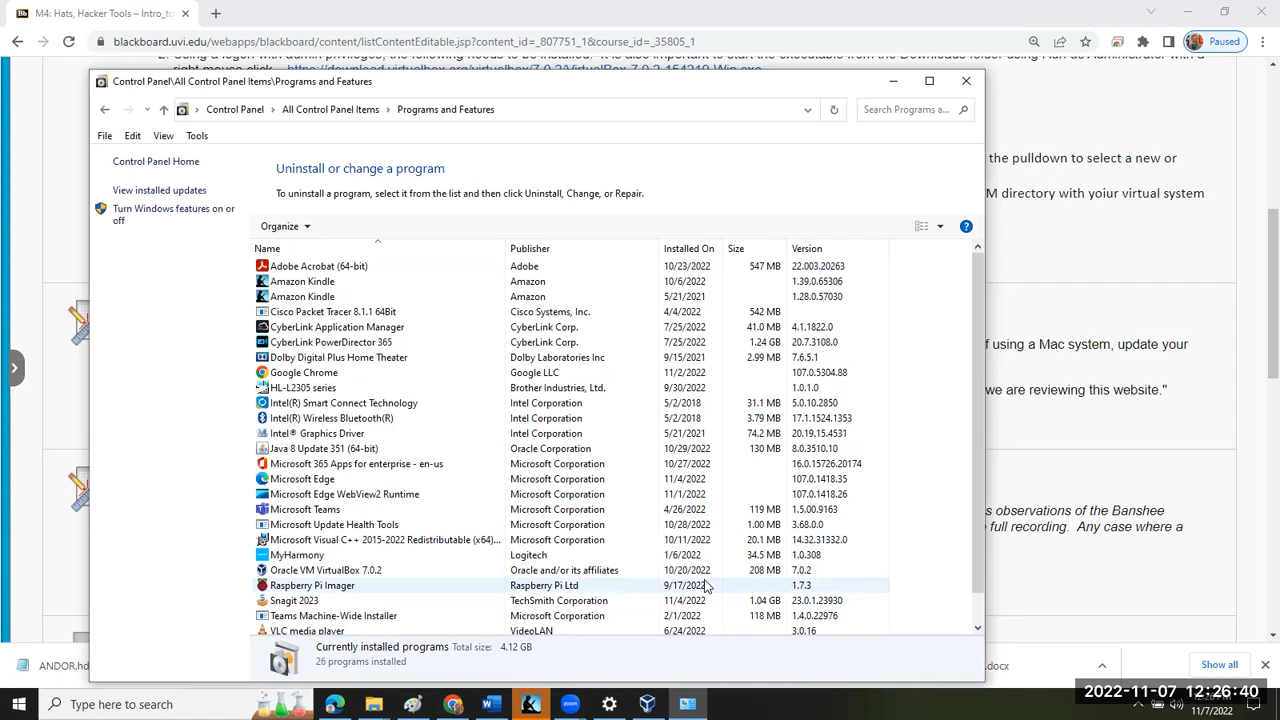 M4: Hats, Hacker Tools – Intro_to
blackboard.uvi.edu/webapps/blackboard/content/listContentEditable.jsp?content_id=_807751_1&course_id=_35805_1
Paused
Control Panel\All Control Panel Items\Programs and Features
Control Panel
All Control Panel Items
Programs and Features
Search Programs a...
File Edit View Tools
Control Panel Home
View installed updates
Turn Windows features on or
off
Uninstall or change a program
To uninstall a program, select it from the list and then click Uninstall, Change, or Repair.
Organize
Name Publisher Installed On Size Version
Adobe Acrobat (64-bit) Adobe 10/23/2022 547 MB 22.003.20263
Amazon Kindle Amazon 10/6/2022 1.39.0.65306
Amazon Kindle Amazon 5/21/2021 1.28.0.57030
Cisco Packet Tracer 8.1.1 64Bit Cisco Systems, Inc. 4/4/2022 542 MB
CyberLink Application Manager CyberLink Corp. 7/25/2022 41.0 MB 4.1.1822.0
CyberLink PowerDirector 365 CyberLink Corp. 7/25/2022 1.24 GB 20.7.3108.0
Dolby Digital Plus Home Theater Dolby Laboratories Inc 9/15/2021 2.99 MB 7.6.5.1
Google Chrome Google LLC 11/2/2022 107.0.5304.88
HL-L2305 series Brother Industries, Ltd. 9/30/2022 1.0.1.0
Intel(R) Smart Connect Technology Intel Corporation 5/2/2018 31.1 MB 5.0.10.2850
Intel(R) Wireless Bluetooth(R) Intel Corporation 5/2/2018 3.79 MB 17.1.1524.1353
Intel® Graphics Driver Intel Corporation 5/21/2021 74.2 MB 20.19.15.4531
Java 8 Update 351 (64-bit) Oracle Corporation 10/29/2022 130 MB 8.0.3510.10
Microsoft 365 Apps for enterprise - en-us Microsoft Corporation 10/27/2022 16.0.15726.20174
Microsoft Edge Microsoft Corporation 11/4/2022 107.0.1418.35
Microsoft Edge WebView2 Runtime Microsoft Corporation 11/1/2022 107.0.1418.26
Microsoft Teams Microsoft Corporation 4/26/2022 119 MB 1.5.00.9163
Microsoft Update Health Tools Microsoft Corporation 10/28/2022 1.00 MB 3.68.0.0
Microsoft Visual C++ 2015-2022 Redistributable (x64)... Microsoft Corporation 10/11/2022 20.1 MB 14.32.31332.0
MyHarmony Logitech 1/6/2022 34.5 MB 1.0.308
Oracle VM VirtualBox 7.0.2 Oracle and/or its affiliates 10/20/2022 208 MB 7.0.2
Raspberry Pi Imager Raspberry Pi Ltd 9/17/2022 1.7.3
Snagit 2023 TechSmith Corporation 11/4/2022 1.04 GB 23.0.1.23930
Teams Machine-Wide Installer Microsoft Corporation 2/1/2022 118 MB 1.4.00.22976
VLC media player VideoLAN 6/24/2022 3.0.16
Currently installed programs Total size: 4.12 GB
26 programs installed
the pulldown to select a new or
M directory with yoiur virtual system
f using a Mac system, update your
we are reviewing this website."
s observations of the Banshee
full recording. Any case where a
ANDOR.hd
.docx
Show all
Type here to search
2022-11-07 12:26:40
11/7/2022